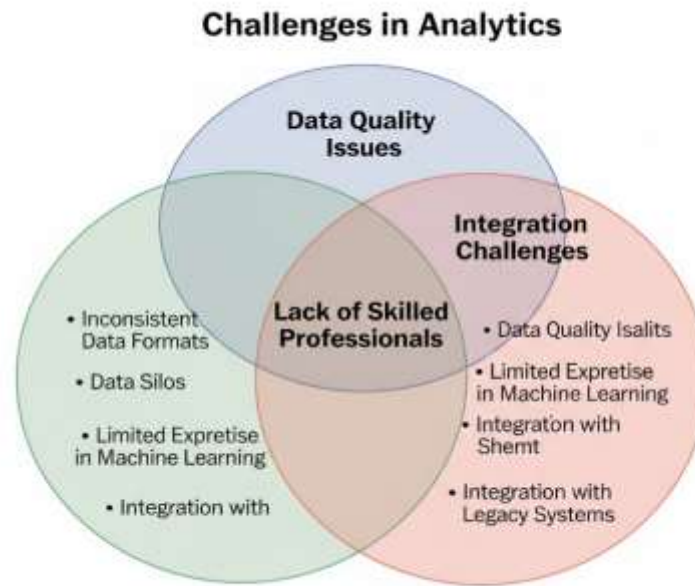 Challenges in Analytics
Data Quality
Issues
Integration
Challenges
Lack of Skilled
Professionals
• Inconsistent
Data Formats
• Data Silos
• Limited Expretise
in Machine Learning
• Integration with
• Data Quality Isalits
• Limited Expretise
in Machine Learning
• Integration with
Shemt
• Integration with
Legacy Systems